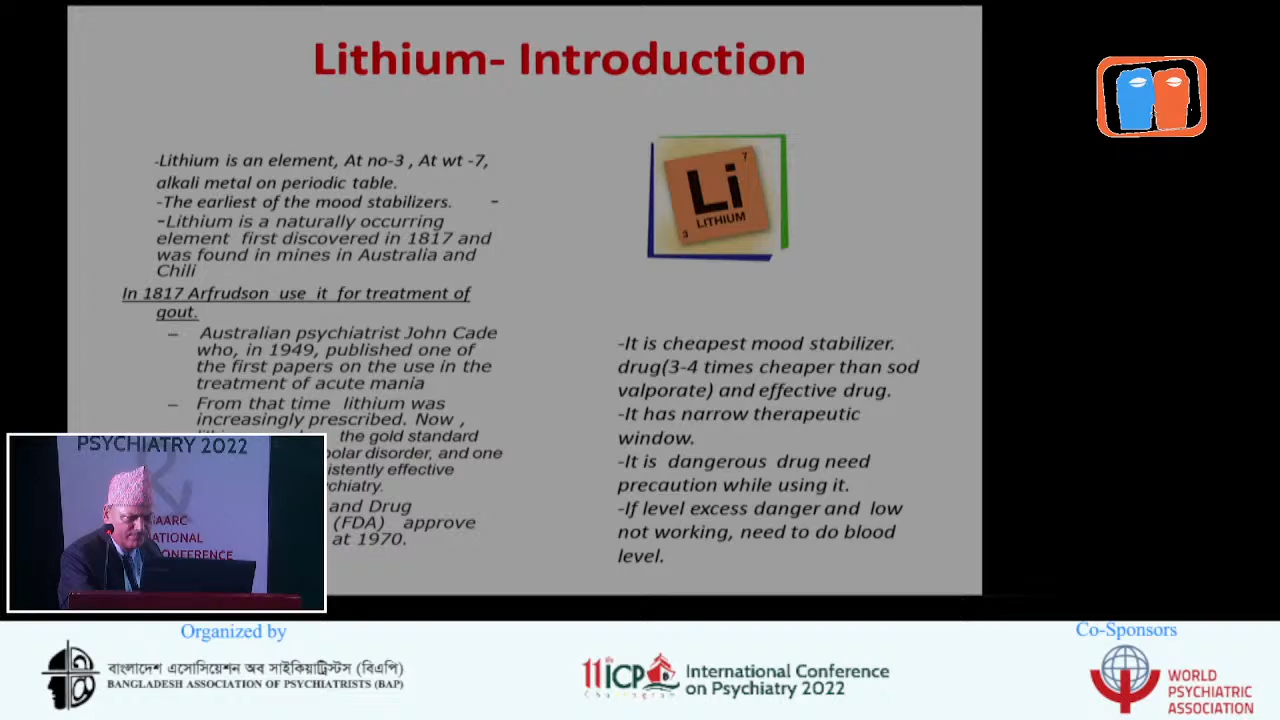 Lithium- Introduction
-Lithium is an element, At no-3 , At wt -7,
alkali metal on periodic table.
-The earliest of the mood stabilizers. -
-Lithium is a naturally occurring
element first discovered in 1817 and
was found in mines in Australia and
Chili
In 1817 Arfrudson use it for treatment of
gout.
– Australian psychiatrist John Cade
who, in 1949, published one of
the first papers on the use in the
treatment of acute mania
– From that time lithium was
increasingly prescribed. Now ,
the gold standard
polar disorder, and one
istently effective
chiatry.
and Drug
(FDA) approve
at 1970.
7
Li
LITHIUM
3
-It is cheapest mood stabilizer.
drug(3-4 times cheaper than sod
valporate) and effective drug.
-It has narrow therapeutic
window.
-It is dangerous drug need
precaution while using it.
-If level excess danger and low
not working, need to do blood
level.
PSYCHIATRY 2022
SAARC
ATIONAL
CONFERENCE
Organized by
বাংলাদেশ এসোসিয়েশন অব সাইকিয়াট্রিস্টস (বিএপি)
BANGLADESH ASSOCIATION OF PSYCHIATRISTS (BAP)
11 ICP
International Conference
on Psychiatry 2022
Co-Sponsors
WORLD
PSYCHIATRIC
ASSOCIATION